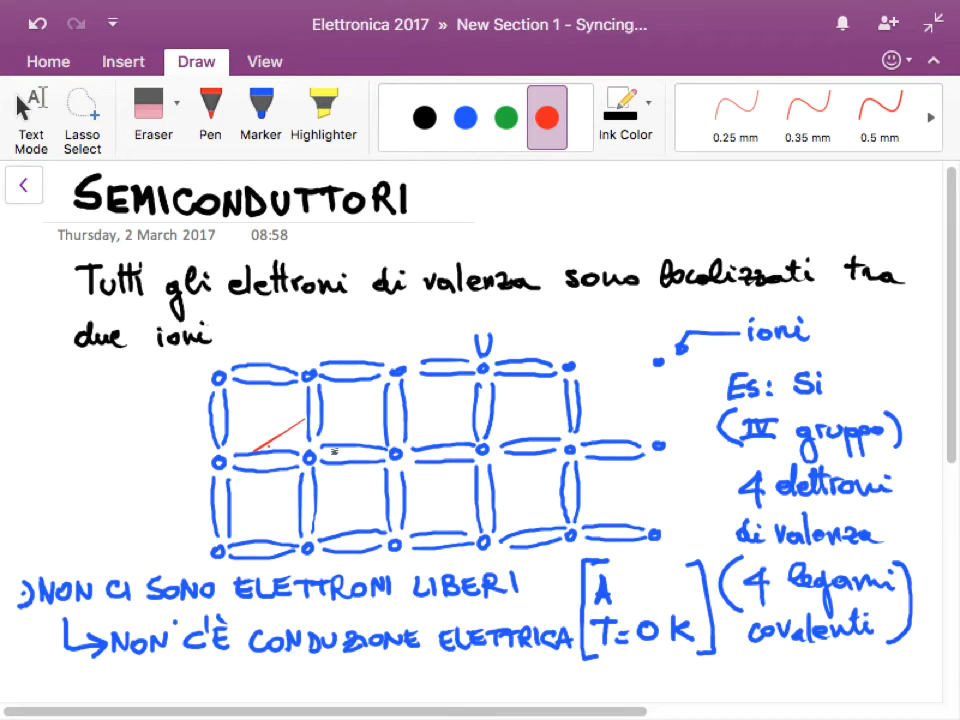 Elettronica 2017 » New Section 1 - Syncing...
Home Insert Draw View
Text Mode
Lasso Select
Eraser
Pen
Marker
Highlighter
Ink Color
0.25 mm
0.35 mm
0.5 mm
SEMICONDUTTORI
Thursday, 2 March 2017 08:58
Tutti gli elettroni di valenza sono localizzati tra
due ioni
ioni
Es: Si
(IV gruppo)
4 elettroni
di valenza
(4 legami
covalenti)
:) NON CI SONO ELETTRONI LIBERI
↳ NON C'È CONDUZIONE ELETTRICA
[A
T=0 K]